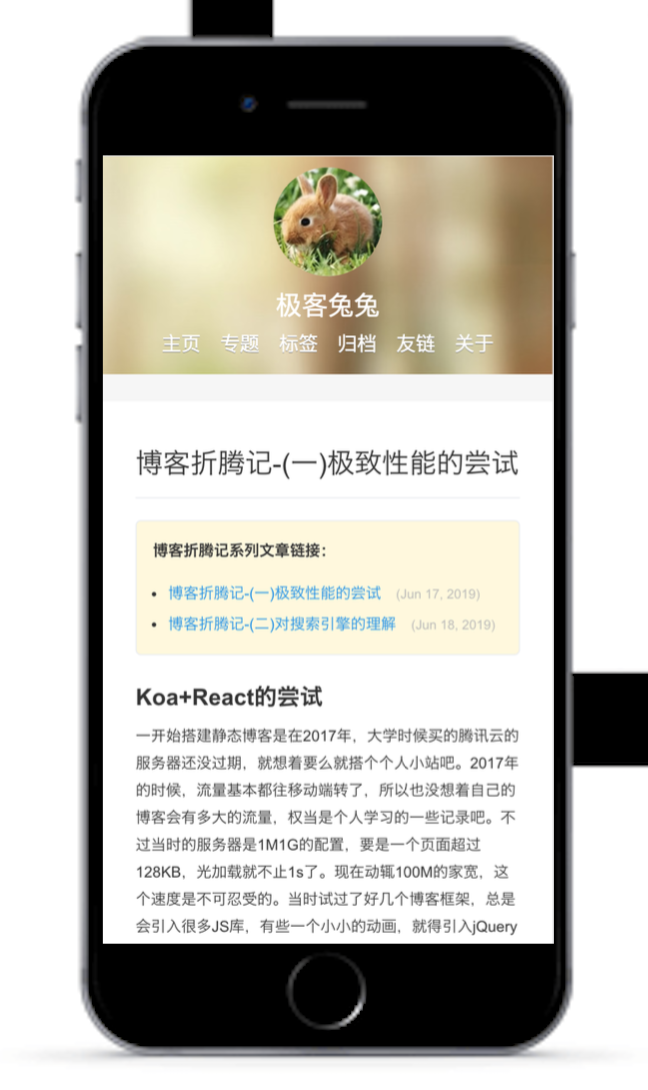 极客兔兔
主页 专题 标签 归档 友链 关于
博客折腾记-(一)极致性能的尝试
博客折腾记系列文章链接：
博客折腾记-(一)极致性能的尝试 (Jun 17, 2019)
博客折腾记-(二)对搜索引擎的理解 (Jun 18, 2019)
Koa+React的尝试
一开始搭建静态博客是在2017年，大学时候买的腾讯云的
服务器还没过期，就想着要么就搭个个人小站吧。2017年
的时候，流量基本都往移动端转了，所以也没想着自己的
博客会有多大的流量，权当是个人学习的一些记录吧。不
过当时的服务器是1M1G的配置，要是一个页面超过
128KB，光加载就不止1s了。现在动辄100M的家宽，这
个速度是不可忍受的。当时试过了好几个博客框架，总是
会引入很多JS库，有些一个小小的动画，就得引入jQuery